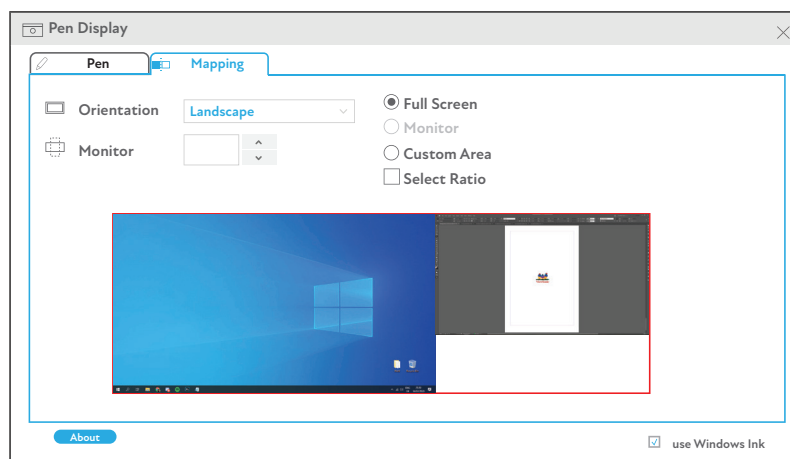 Pen Display
Pen
Mapping
Orientation
Landscape
Full Screen
Monitor
Monitor
Custom Area
Select Ratio
About
use Windows Ink